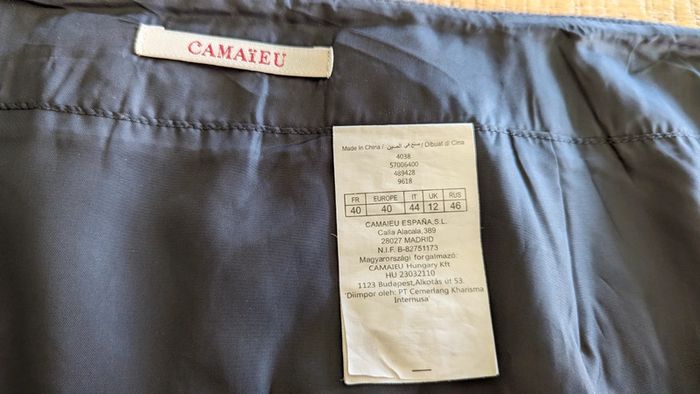 CAMAÏEU
Made in China / صنع في الصين / Dibuat di Cina
4038
57006400
489428
9618
FR EUROPE IT UK RUS
40 40 44 12 46
CAMAIEU ESPAÑA,S.L.
Calla Alacala,389
28027 MADRID
N.I.F. B-82751173
Magyarországi forgalmazó:
CAMAIEU Hungary Kft
HU 23032110
1123 Budapest,Alkotás út 53.
'Diimpor oleh: PT Cemerlang Kharisma
Internusa'